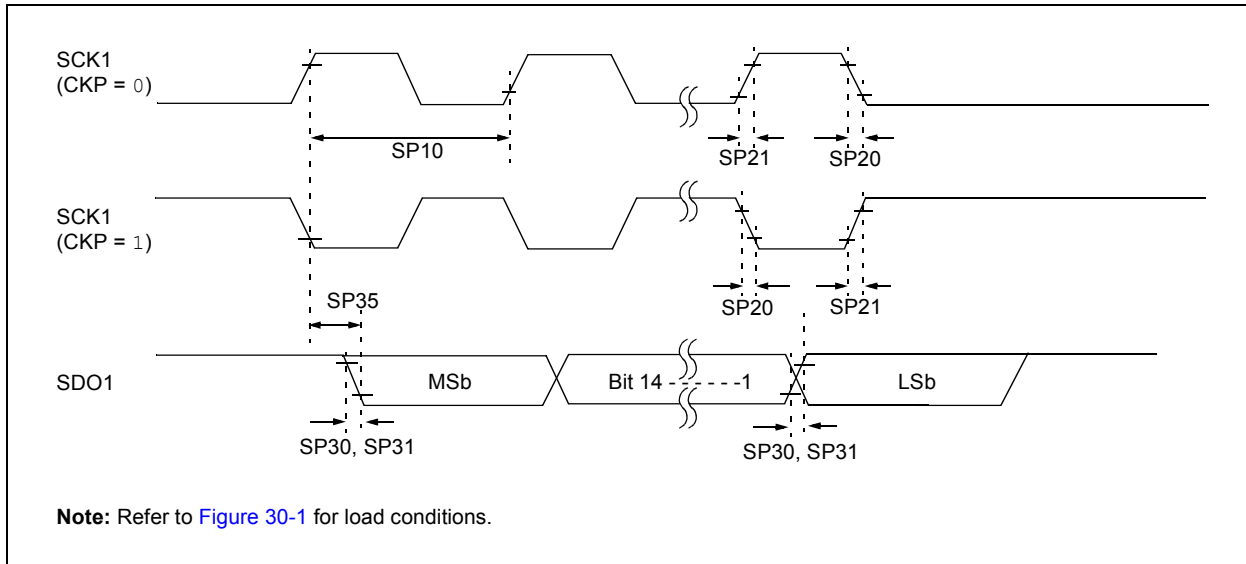 SCK1
(CKP = 0)
SP10
SP21
SP20
SCK1
(CKP = 1)
SP35
SP20
SP21
SDO1
MSb
Bit 14 - - - - - -1
LSb
SP30, SP31
SP30, SP31
Note: Refer to Figure 30-1 for load conditions.